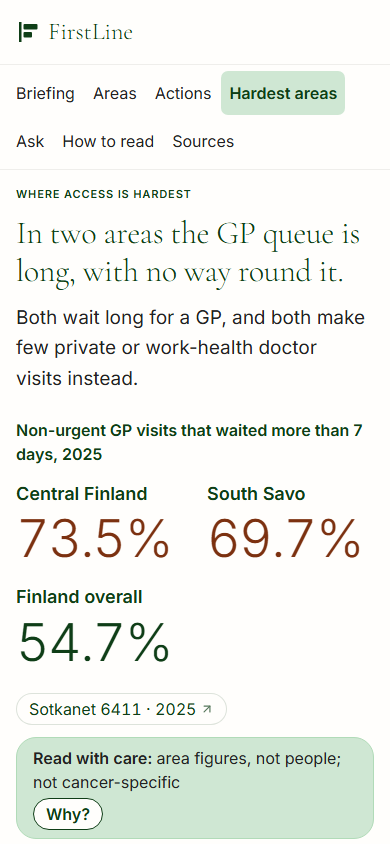 FirstLine
Briefing Areas Actions Hardest areas
Ask How to read Sources
WHERE ACCESS IS HARDEST
In two areas the GP queue is
long, with no way round it.
Both wait long for a GP, and both make
few private or work-health doctor
visits instead.
Non-urgent GP visits that waited more than 7
days, 2025
Central Finland South Savo
73.5% 69.7%
Finland overall
54.7%
Sotkanet 6411 · 2025 ↗
Read with care: area figures, not people;
not cancer-specific
Why?